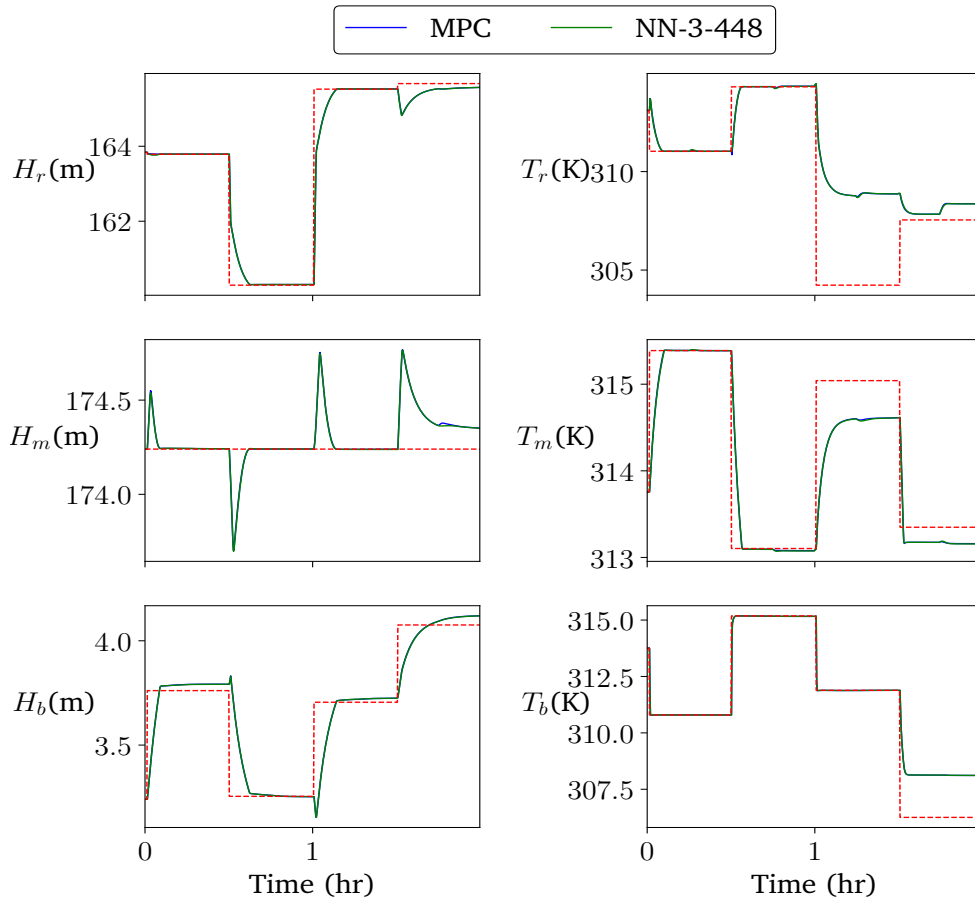 MPC NN-3-448
H_r(m) 164 162
T_r(K) 310 305
H_m(m) 174.5 174.0
T_m(K) 315 314 313
H_b(m) 4.0 3.5
T_b(K) 315.0 312.5 310.0 307.5
0 1 0 1
Time (hr) Time (hr)